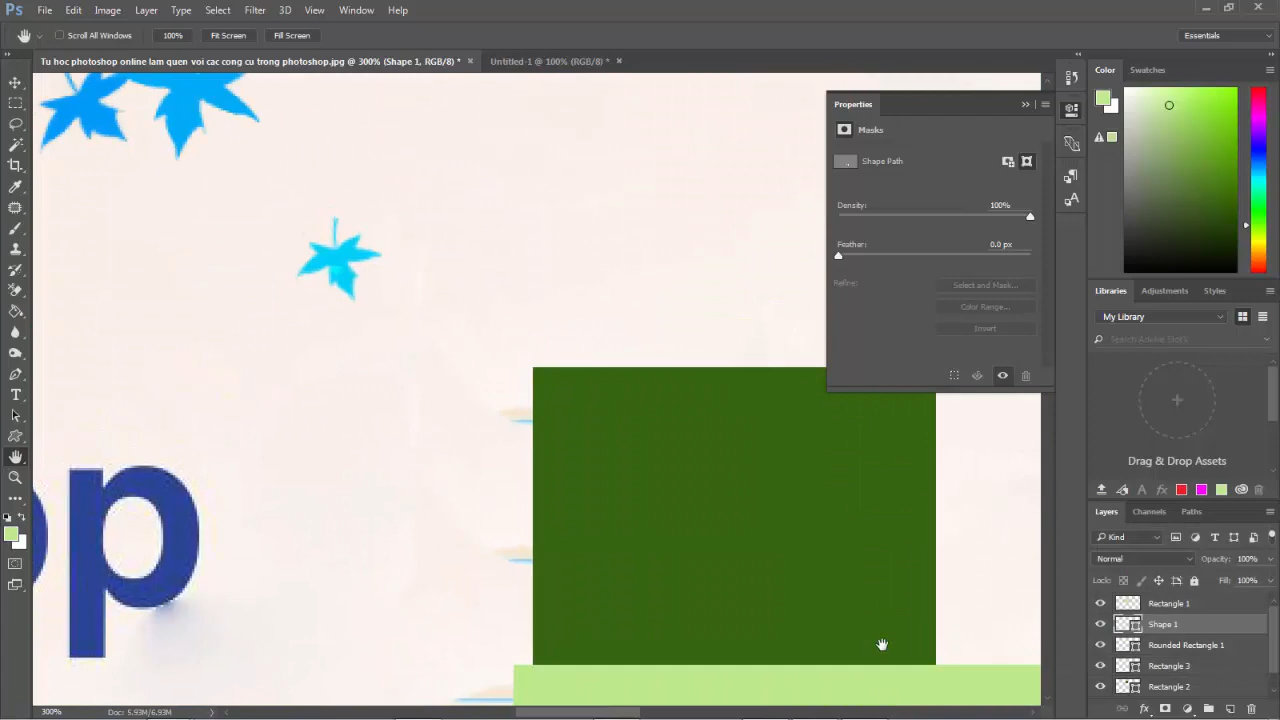 Ps File Edit Image Layer Type Select Filter 3D View Window Help
Scroll All Windows 100% Fit Screen Fill Screen Essentials
Tu hoc photoshop online lam quen voi cac cong cu trong photoshop.jpg @ 300% (Shape 1, RGB/8) * × Untitled-1 @ 100% (RGB/8) * ×
Color Swatches
Properties
Masks
Shape Path
Density: 100%
Feather: 0.0 px
Refine: Select and Mask...
Color Range...
Invert
Libraries Adjustments Styles
My Library
Search Adobe Stock
Drag & Drop Assets
op
Layers Channels Paths
Kind
Normal Opacity: 100%
Lock: Fill: 100%
Rectangle 1
Shape 1
Rounded Rectangle 1
Rectangle 3
Rectangle 2
300% Doc: 5.93M/6.93M